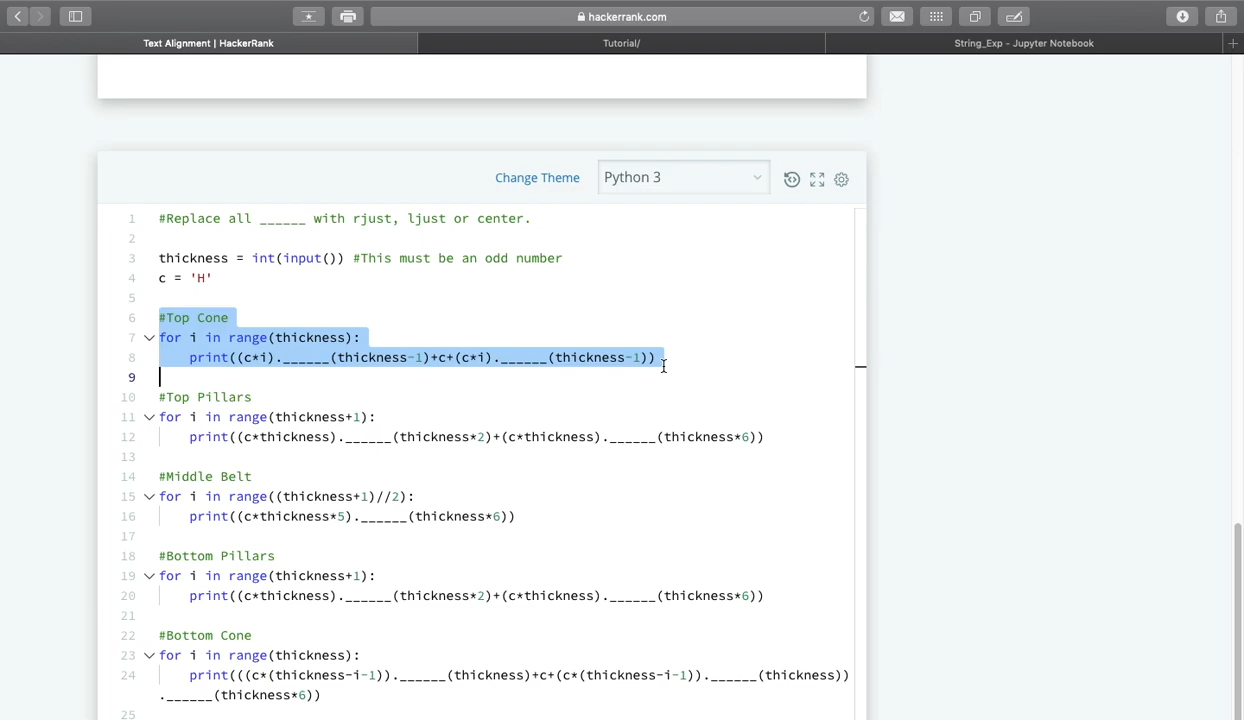 hackerrank.com
Text Alignment | HackerRank
Tutorial/
String_Exp - Jupyter Notebook
Change Theme
Python 3
1 #Replace all ______ with rjust, ljust or center.
2
3 thickness = int(input()) #This must be an odd number
4 c = 'H'
5
6 #Top Cone
7 for i in range(thickness):
8 print((c*i).______(thickness-1)+c+(c*i).______(thickness-1))
9
10 #Top Pillars
11 for i in range(thickness+1):
12 print((c*thickness).______(thickness*2)+(c*thickness).______(thickness*6))
13
14 #Middle Belt
15 for i in range((thickness+1)//2):
16 print((c*thickness*5).______(thickness*6))
17
18 #Bottom Pillars
19 for i in range(thickness+1):
20 print((c*thickness).______(thickness*2)+(c*thickness).______(thickness*6))
21
22 #Bottom Cone
23 for i in range(thickness):
24 print(((c*(thickness-i-1)).______(thickness)+c+(c*(thickness-i-1)).______(thickness))
.______(thickness*6))
25